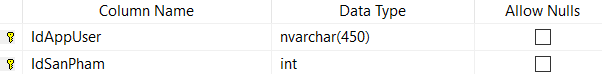 Column Name Data Type Allow Nulls
IdAppUser nvarchar(450)
IdSanPham int